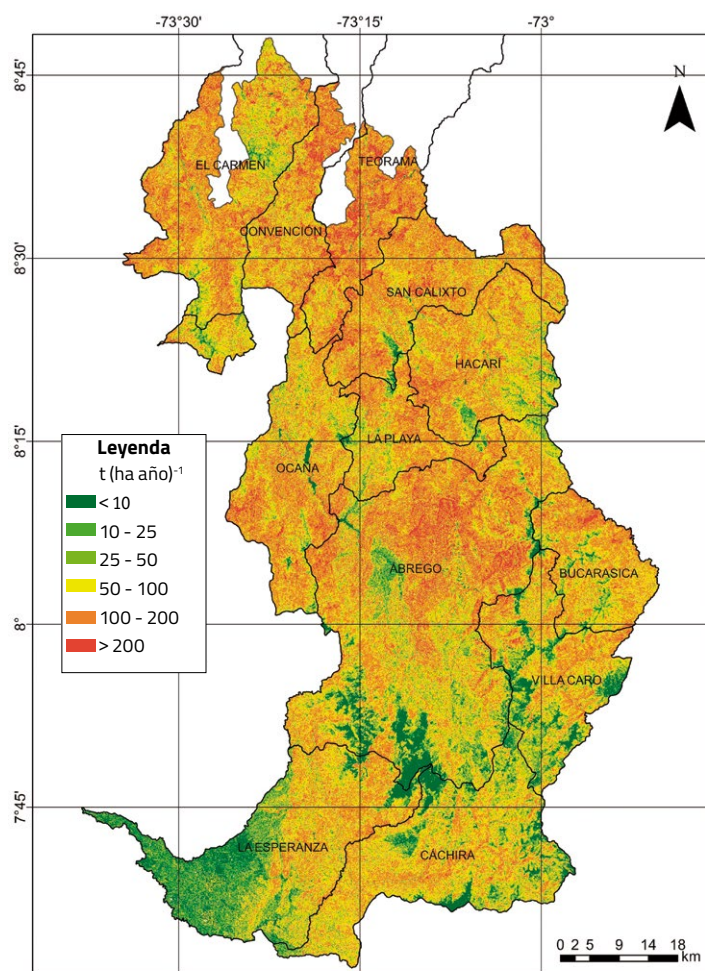 -73°30' -73°15' -73°
8°45'
N
EL CARMEN
TEORAMA
CONVENCIÓN
8°30'
SAN CALIXTO
HACARÍ
8°15'
LA PLAYA
OCAÑA
Leyenda
t (ha año)-1
< 10
10 - 25
25 - 50
50 - 100
100 - 200
> 200
ÁBREGO
BUCARASICA
8°
VILLA CARO
7°45'
LA ESPERANZA
CÁCHIRA
0 2 5 9 14 18
km